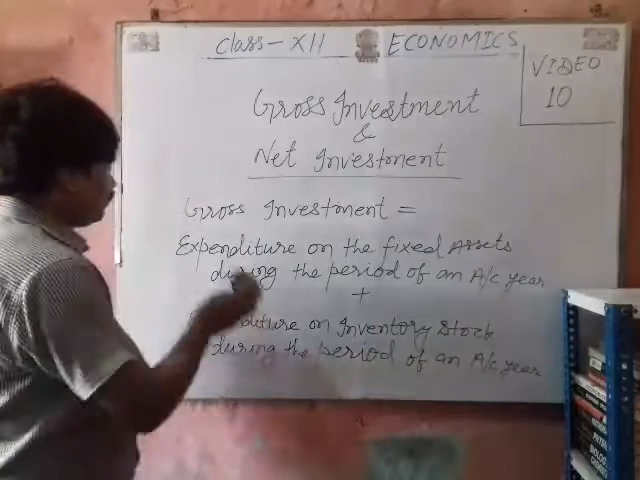 Class - XII ECONOMICS
VIDEO
10
Gross Investment
&
Net Investment
Gross Investment =
Expenditure on the fixed Assets
during the period of an A/c year
+
on Inventory Stock
during the period of an A/c year